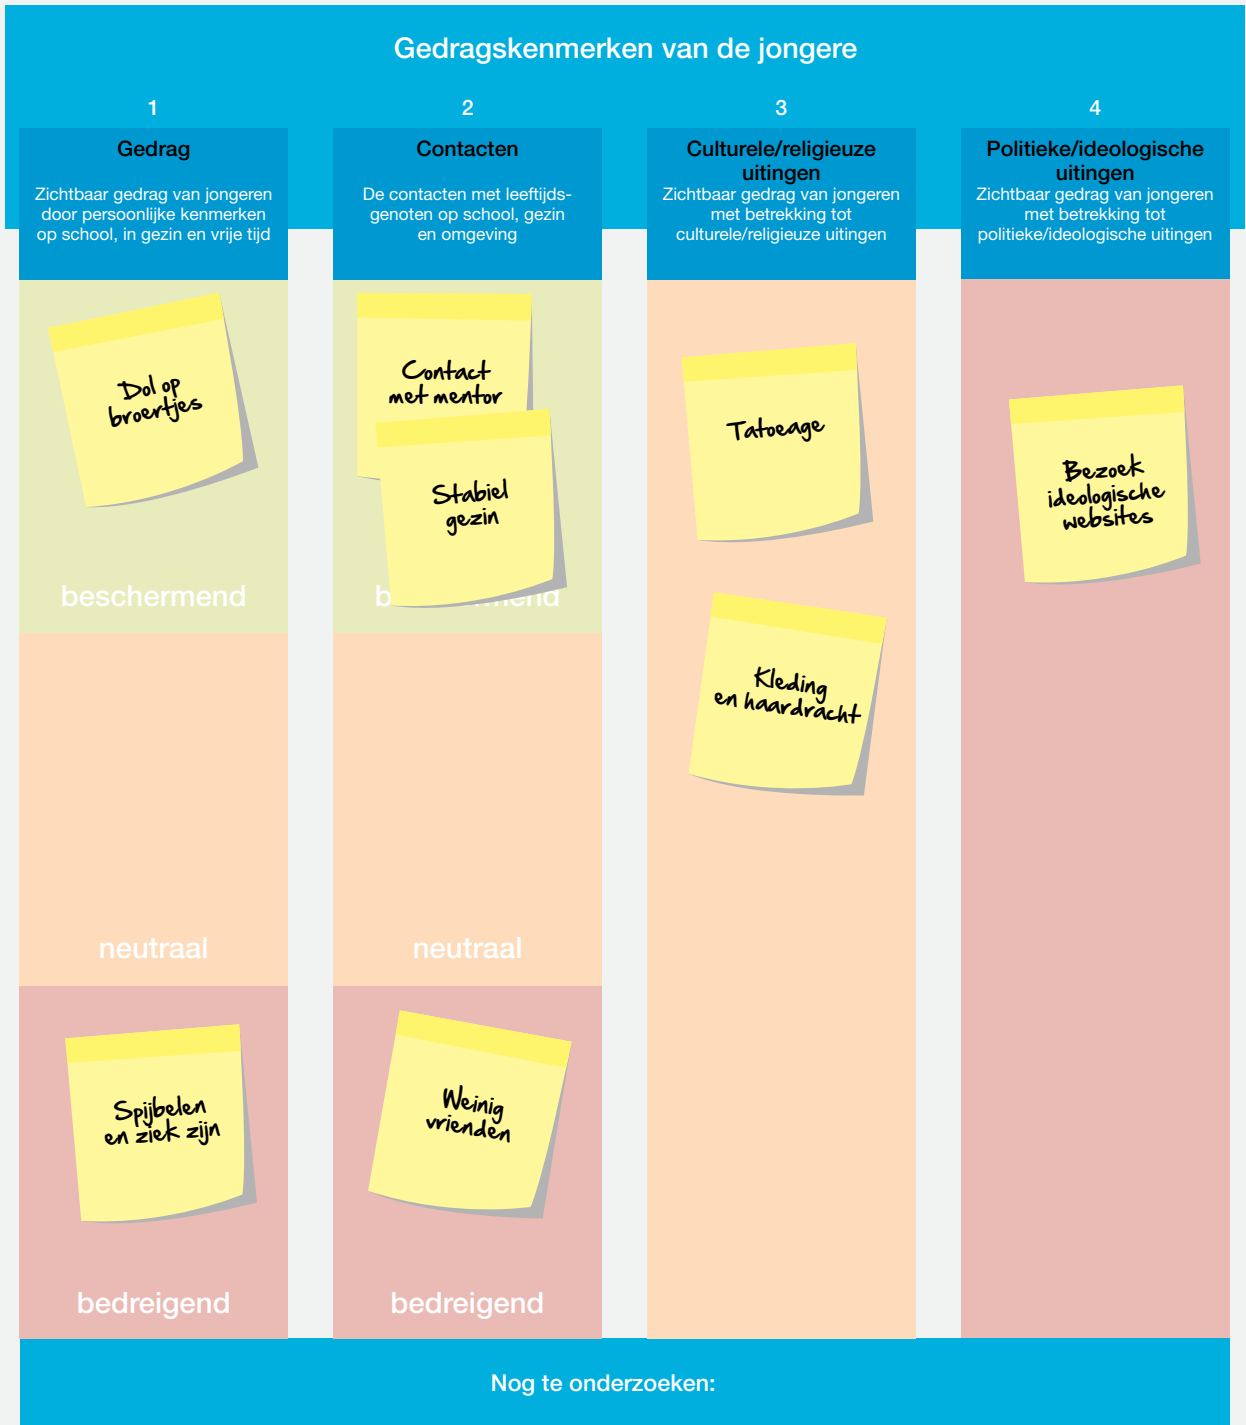 Gedragskenmerken van de jongere
1
Gedrag
Zichtbaar gedrag van jongeren
door persoonlijke kenmerken
op school, in gezin en vrije tijd
2
Contacten
De contacten met leeftijds-
genoten op school, gezin
en omgeving
3
Culturele/religieuze
uitingen
Zichtbaar gedrag van jongeren
met betrekking tot
culturele/religieuze uitingen
4
Politieke/ideologische
uitingen
Zichtbaar gedrag van jongeren
met betrekking tot
politieke/ideologische uitingen
Dol op
broertjes
beschermend
neutraal
Spijbelen
en ziek zijn
bedreigend
Contact
met mentor
Stabiel
gezin
neutraal
Weinig
vrienden
bedreigend
Tatoeage
Kleding
en haardracht
Bezoek
ideologische
websites
Nog te onderzoeken: